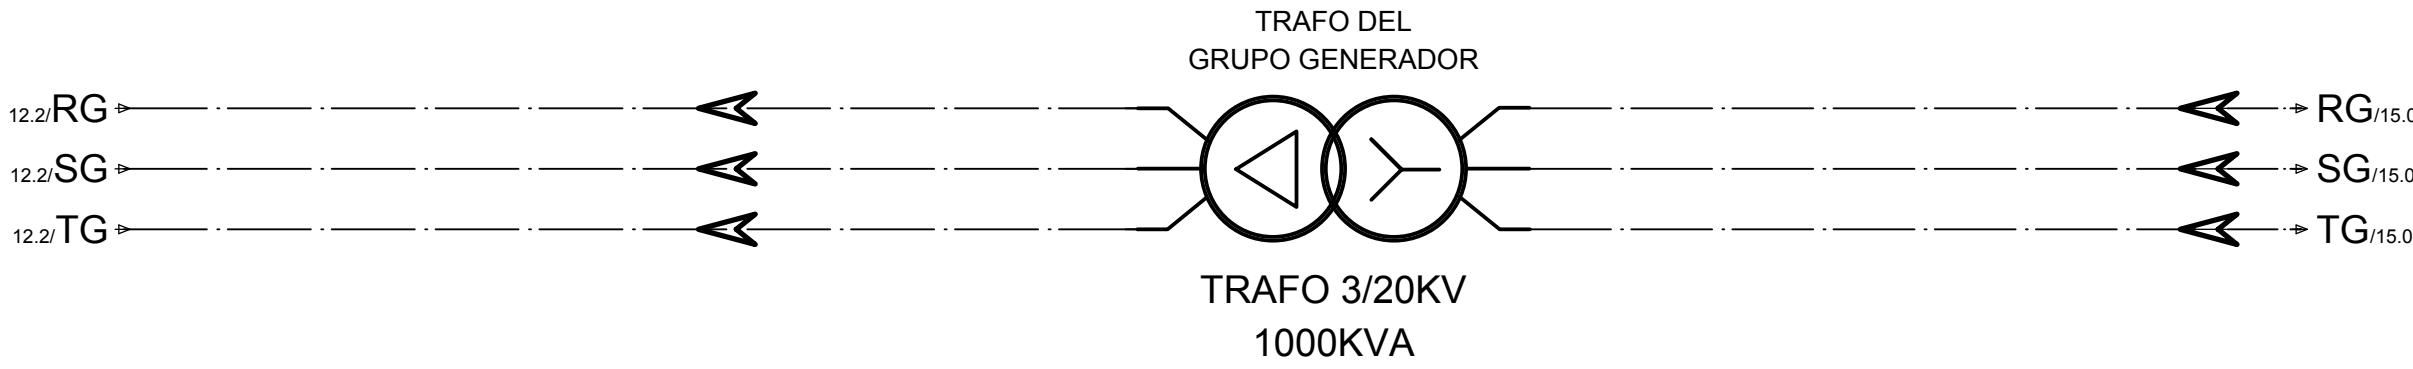 TRAFO DEL
GRUPO GENERADOR
12.2/RG RG/15.0
12.2/SG SG/15.0
12.2/TG TG/15.0
TRAFO 3/20KV
1000KVA